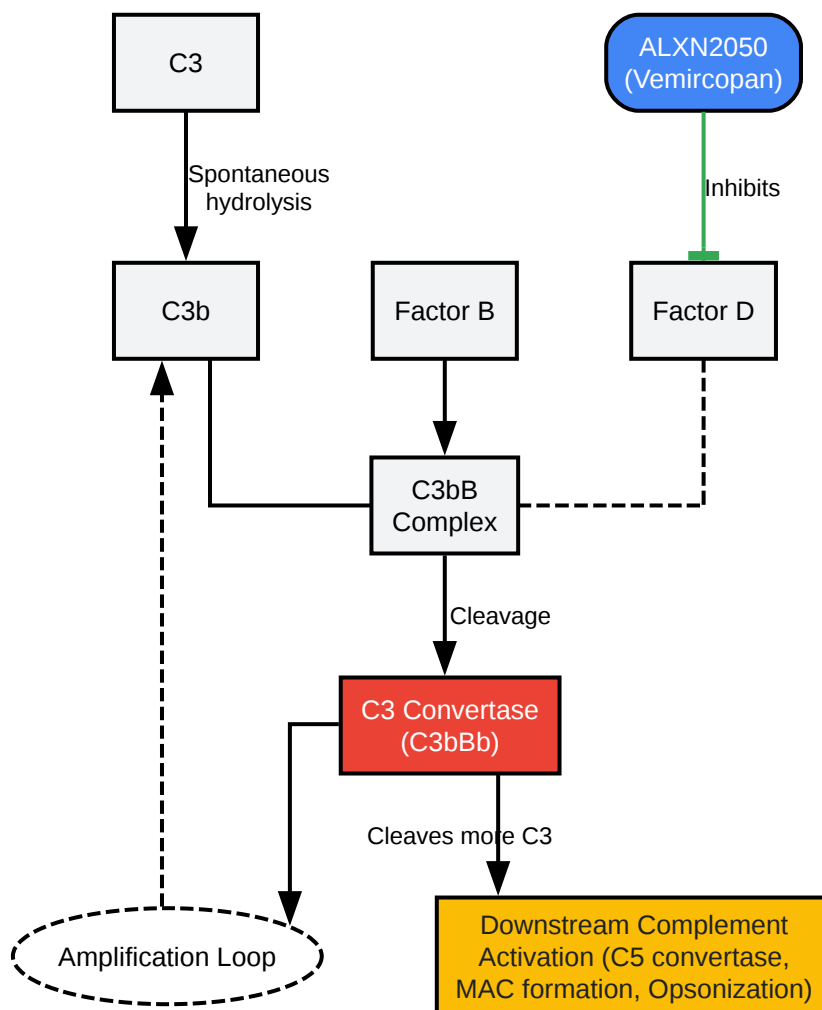 C3
ALXN2050
(Vemircopan)
Spontaneous
hydrolysis
Inhibits
C3b
Factor B
Factor D
C3bB
Complex
Cleavage
C3 Convertase
(C3bBb)
Cleaves more C3
Amplification Loop
Downstream Complement
Activation (C5 convertase,
MAC formation, Opsonization)